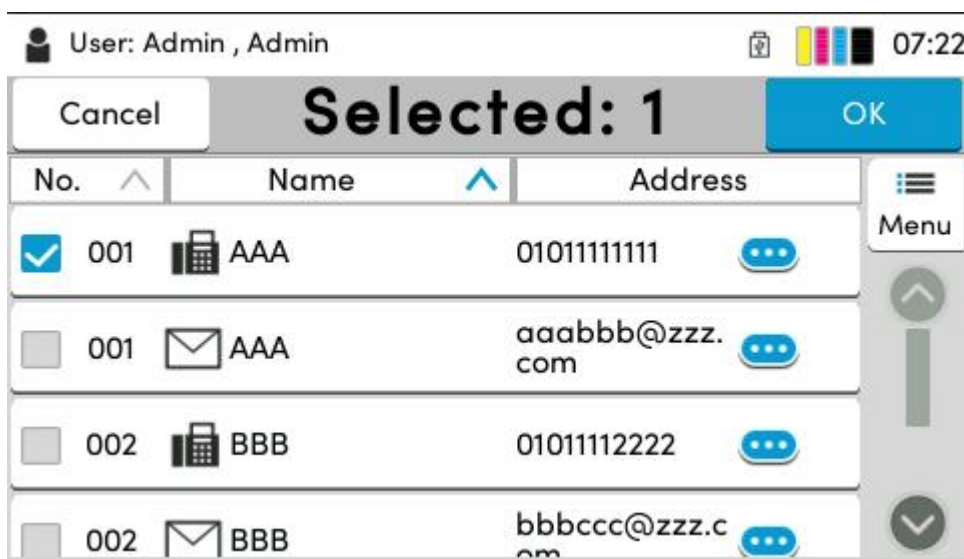 User: Admin , Admin 07:22
Cancel Selected: 1 OK
No. Name Address Menu
001 AAA 01011111111
001 AAA aaabbb@zzz.
com
002 BBB 01011112222
002 BBB bbbccc@zzz.c
om